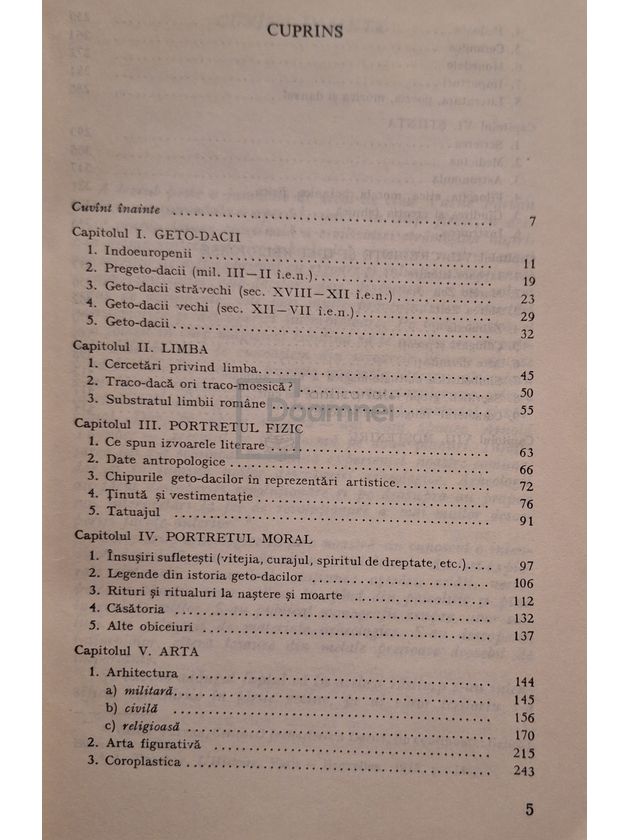 CUPRINS
Cuvînt înainte ........ 7
Capitolul I. GETO-DACII
1. Indoeuropenii ........ 11
2. Pregeto-dacii (mil. III—II î.e.n.) ........ 19
3. Geto-dacii străvechi (sec. XVIII—XII î.e.n.) ........ 23
4. Geto-dacii vechi (sec. XII—VII î.e.n.) ........ 29
5. Geto-dacii ........ 32
Capitolul II. LIMBA
1. Cercetări privind limba ........ 45
2. Traco-dacă ori traco-moesică? ........ 50
3. Substratul limbii române ........ 55
Capitolul III. PORTRETUL FIZIC
1. Ce spun izvoarele literare ........ 63
2. Date antropologice ........ 66
3. Chipurile geto-dacilor în reprezentări artistice ........ 72
4. Ținută și vestimentație ........ 76
5. Tatuajul ........ 91
Capitolul IV. PORTRETUL MORAL
1. Însușiri sufletești (vitejia, curajul, spiritul de dreptate, etc.) .... 97
2. Legende din istoria geto-dacilor ........ 106
3. Rituri și ritualuri la naștere și moarte ........ 112
4. Căsătoria ........ 132
5. Alte obiceiuri ........ 137
Capitolul V. ARTA
1. Arhitectura ........ 144
a) militară ........ 145
b) civilă ........ 156
c) religioasă ........ 170
2. Arta figurativă ........ 215
3. Coroplastica ........ 243
5